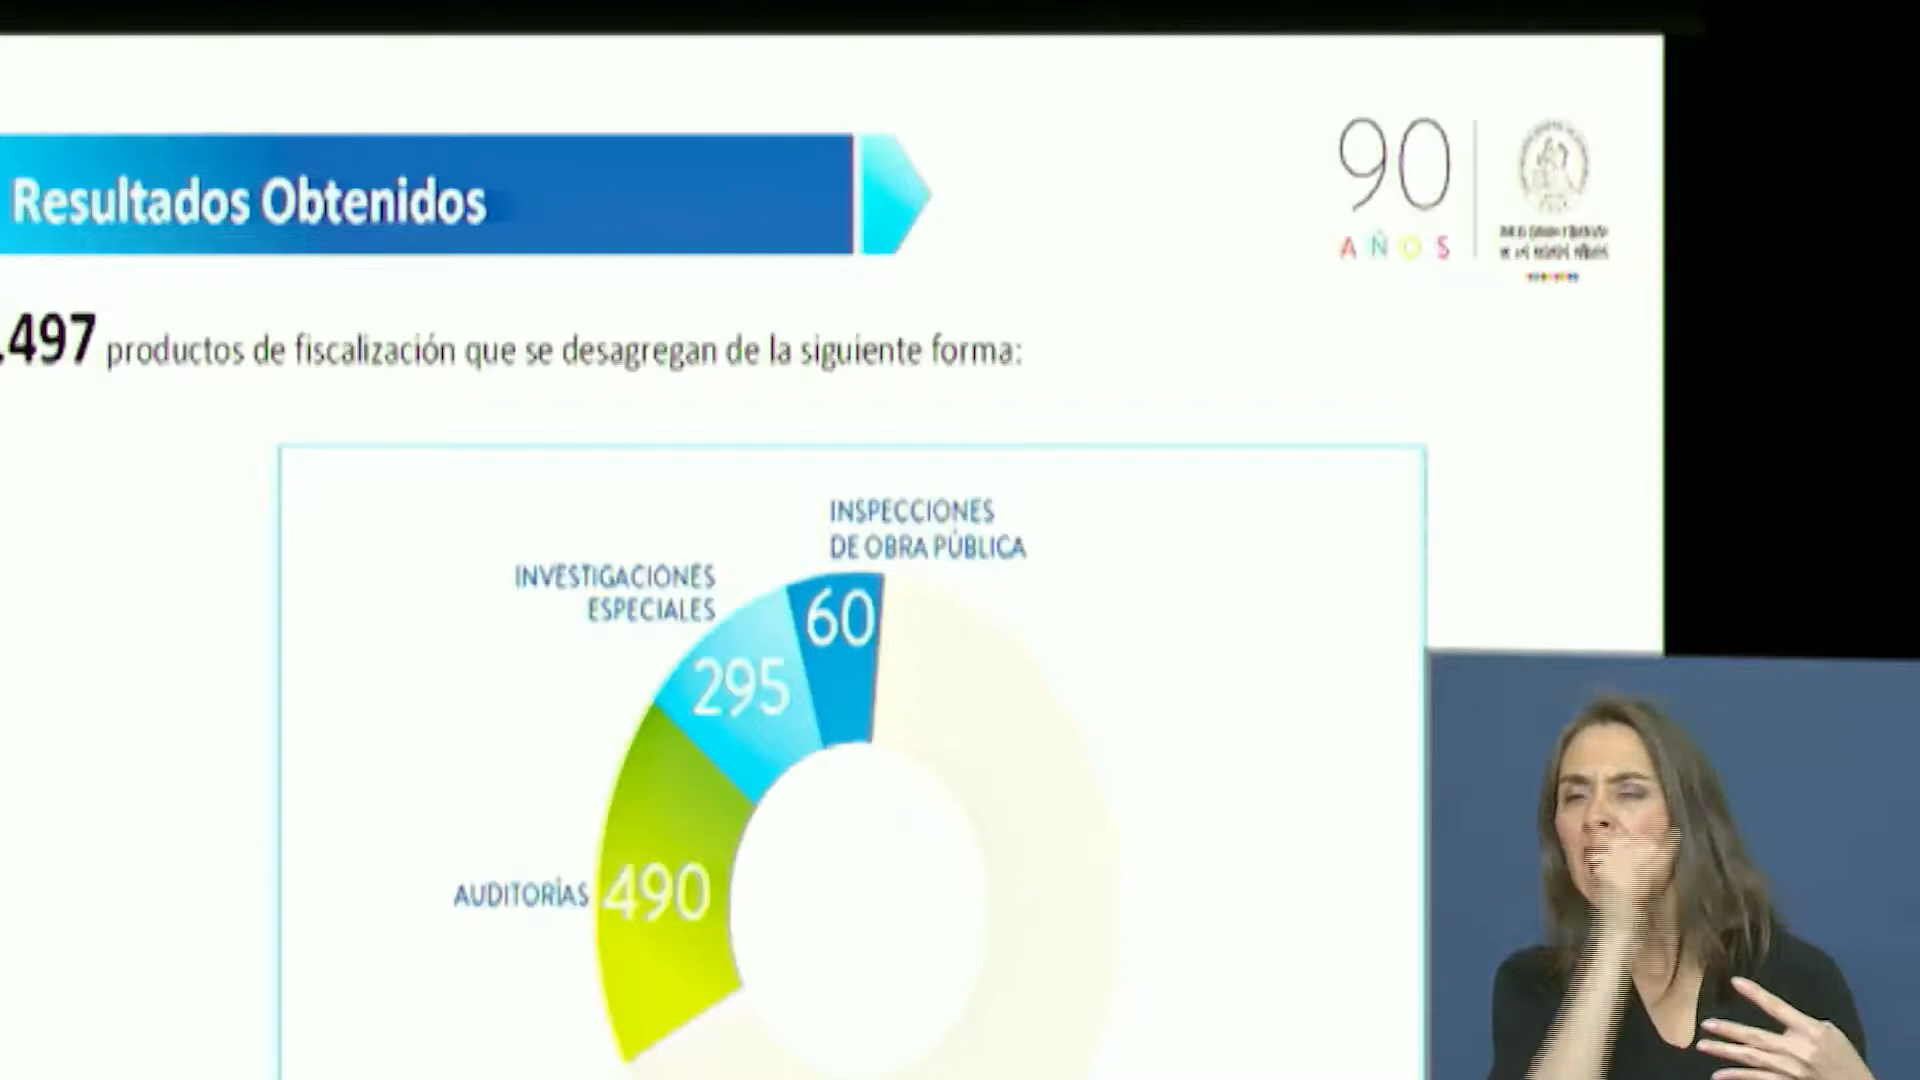 Resultados Obtenidos
90
AÑOS
.497 productos de fiscalización que se desagregan de la siguiente forma:
INSPECCIONES
DE OBRA PÚBLICA
INVESTIGACIONES
ESPECIALES
60
295
AUDITORÍAS
490